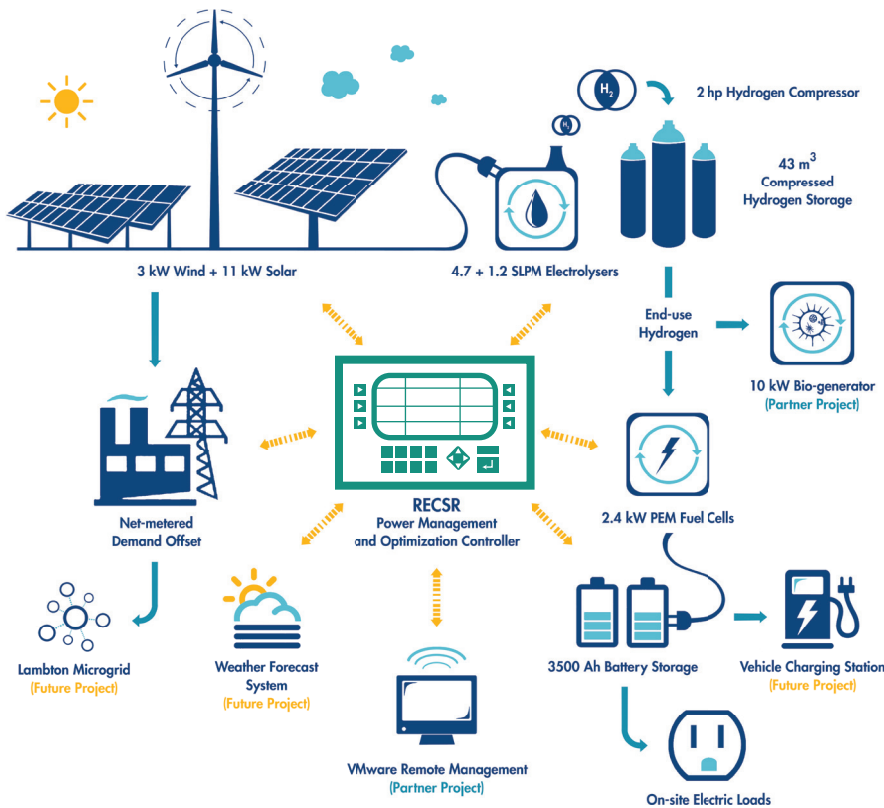 H2
H2
2 hp Hydrogen Compressor
43 m3
Compressed
Hydrogen Storage
3 kW Wind + 11 kW Solar
4.7 + 1.2 SLPM Electrolysers
End-use
Hydrogen
10 kW Bio-generator
(Partner Project)
RECSR
Power Management
and Optimization Controller
2.4 kW PEM Fuel Cells
Net-metered
Demand Offset
Lambton Microgrid
(Future Project)
Weather Forecast
System
(Future Project)
3500 Ah Battery Storage
Vehicle Charging Station
(Future Project)
VMware Remote Management
(Partner Project)
On-site Electric Loads